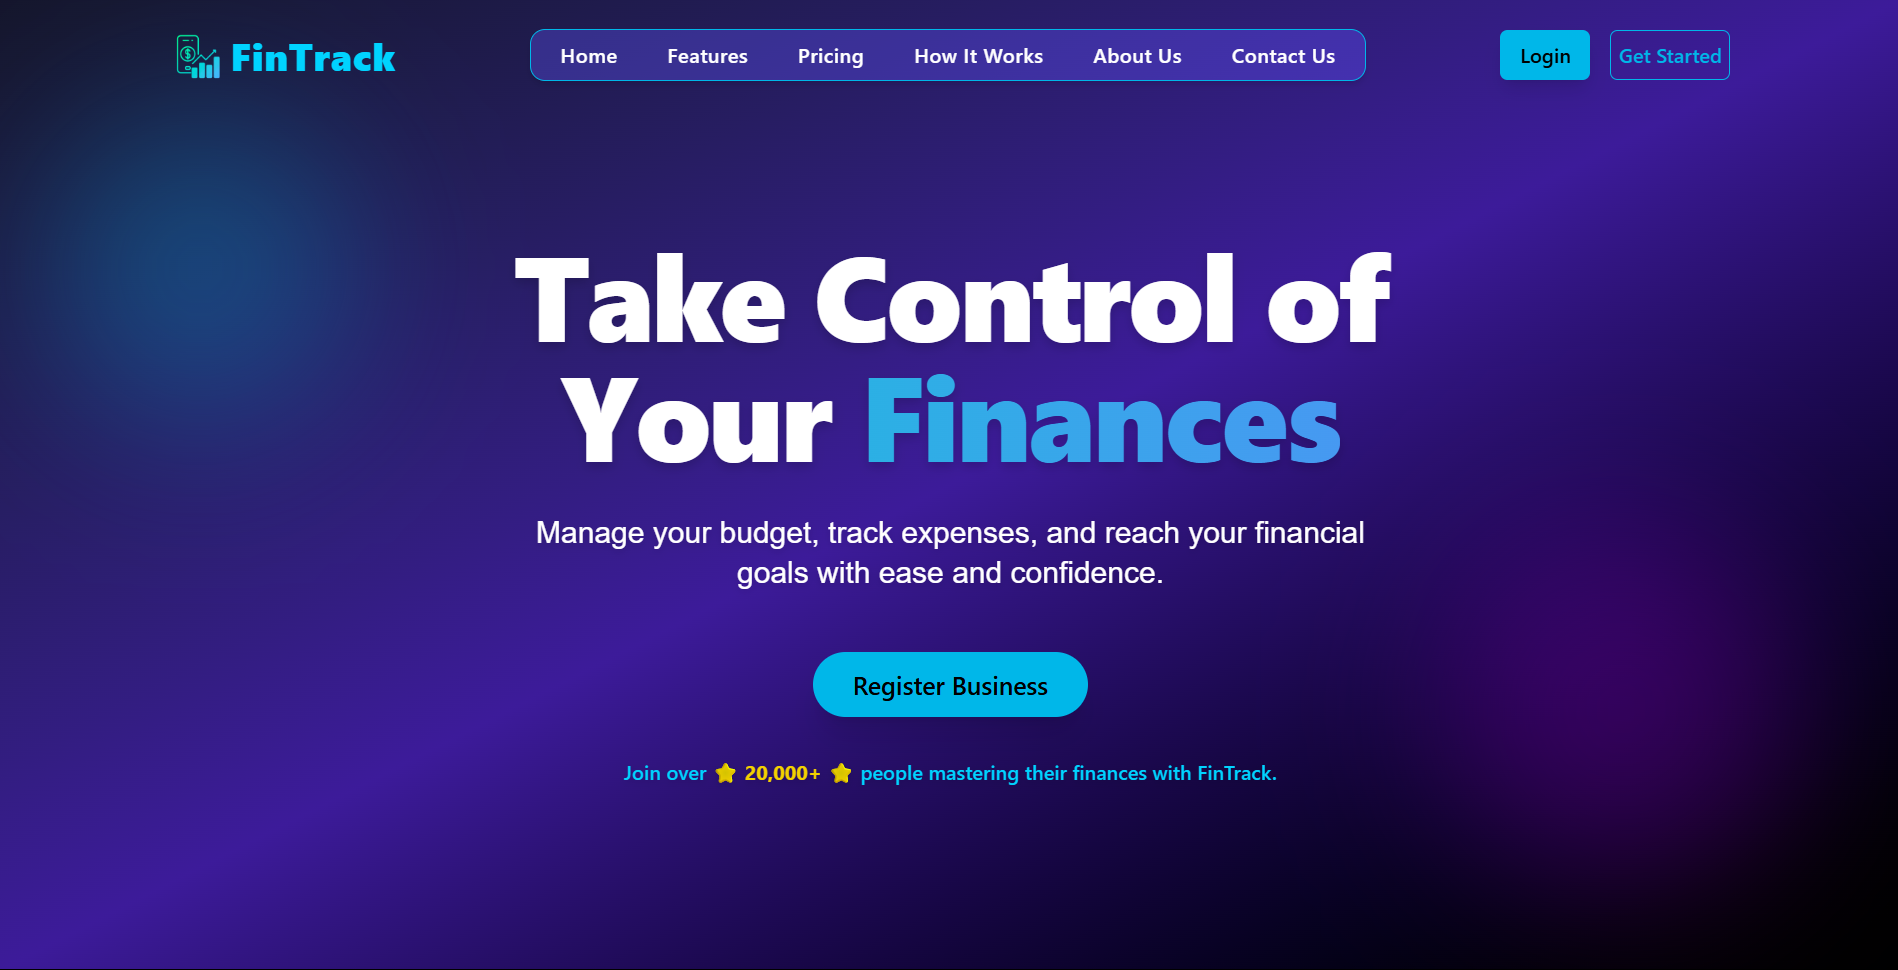 FinTrack
Home Features Pricing How It Works About Us Contact Us
Login Get Started
Take Control of
Your Finances
Manage your budget, track expenses, and reach your financial
goals with ease and confidence.
Register Business
Join over ⭐ 20,000+ ⭐ people mastering their finances with FinTrack.